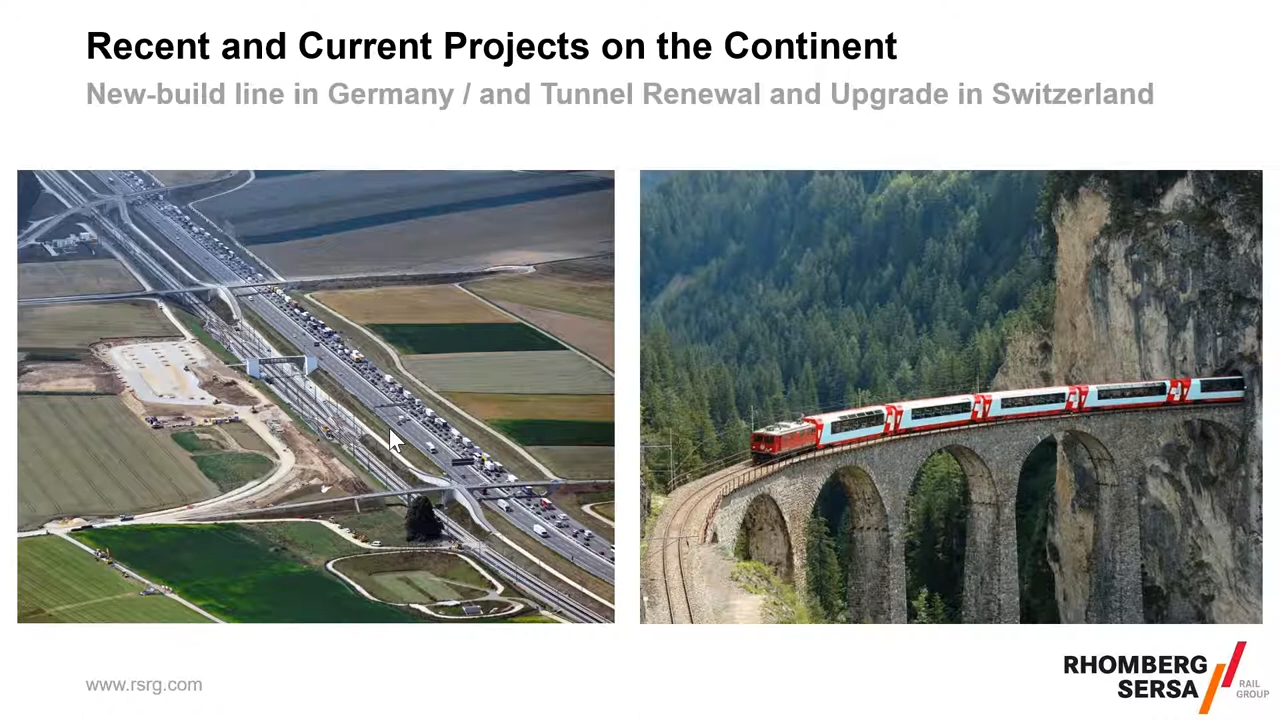 Recent and Current Projects on the Continent
New-build line in Germany / and Tunnel Renewal and Upgrade in Switzerland
www.rsrg.com
RHOMBERG
SERSA
RAIL
GROUP